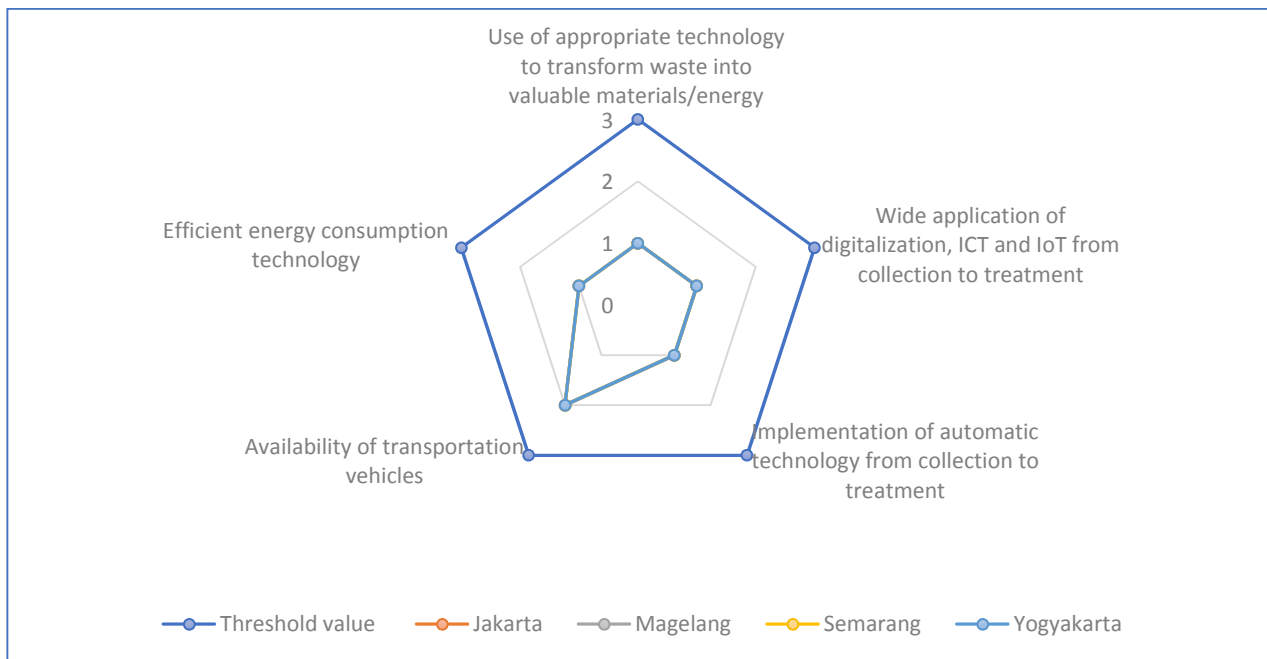 Use of appropriate technology
to transform waste into
valuable materials/energy
3
2
1
0
Wide application of
digitalization, ICT and IoT from
collection to treatment
Efficient energy consumption
technology
Implementation of automatic
technology from collection to
treatment
Availability of transportation
vehicles
Threshold value
Jakarta
Magelang
Semarang
Yogyakarta